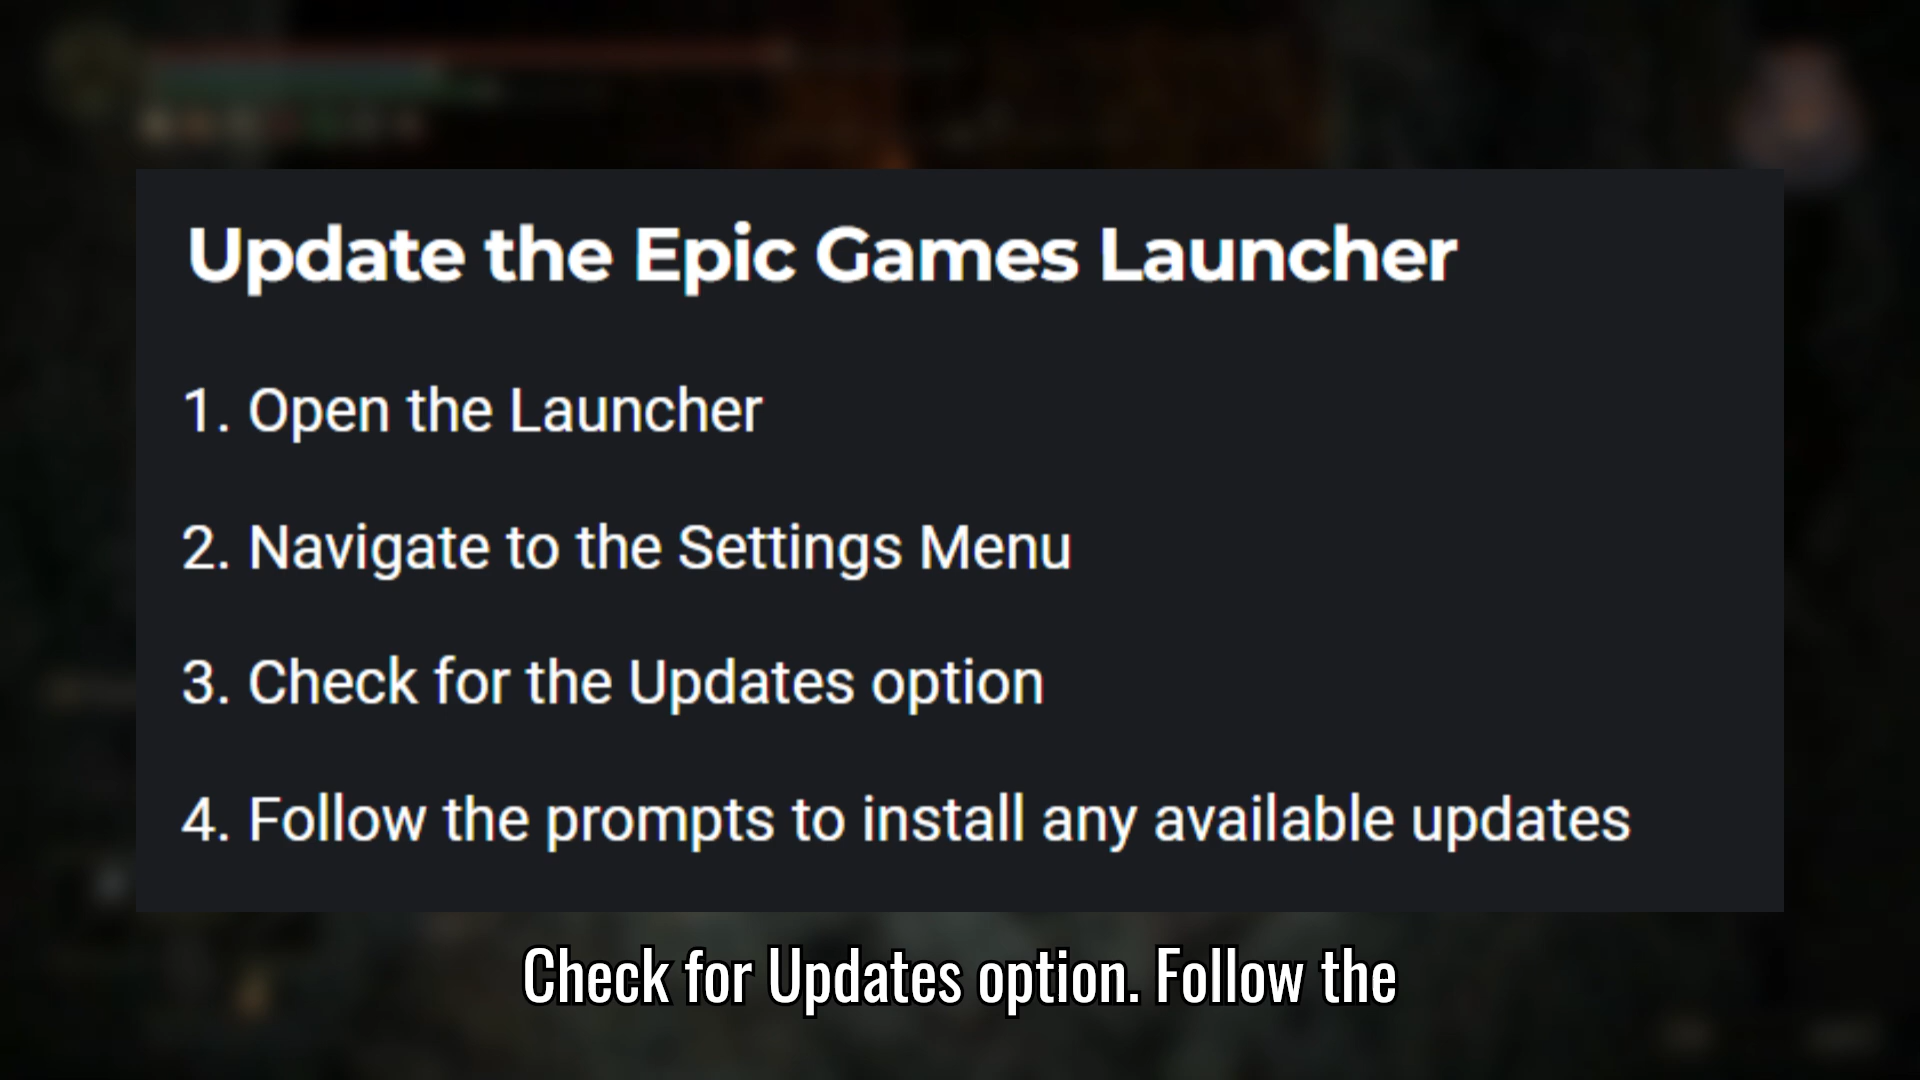 Update the Epic Games Launcher
1. Open the Launcher
2. Navigate to the Settings Menu
3. Check for the Updates option
4. Follow the prompts to install any available updates
Check for Updates option. Follow the